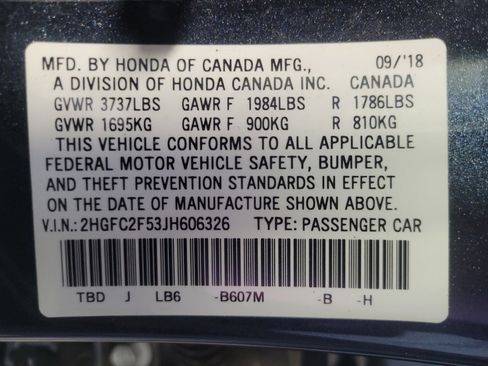 MFD. BY HONDA OF CANADA MFG., 09/'18
A DIVISION OF HONDA CANADA INC. CANADA
GVWR 3737LBS GAWR F 1984LBS R 1786LBS
GVWR 1695KG GAWR F 900KG R 810KG
THIS VEHICLE CONFORMS TO ALL APPLICABLE
FEDERAL MOTOR VEHICLE SAFETY, BUMPER,
AND THEFT PREVENTION STANDARDS IN EFFECT
ON THE DATE OF MANUFACTURE SHOWN ABOVE.
V.I.N.: 2HGFC2F53JH606326 TYPE: PASSENGER CAR
TBD J LB6 -B607M -B -H